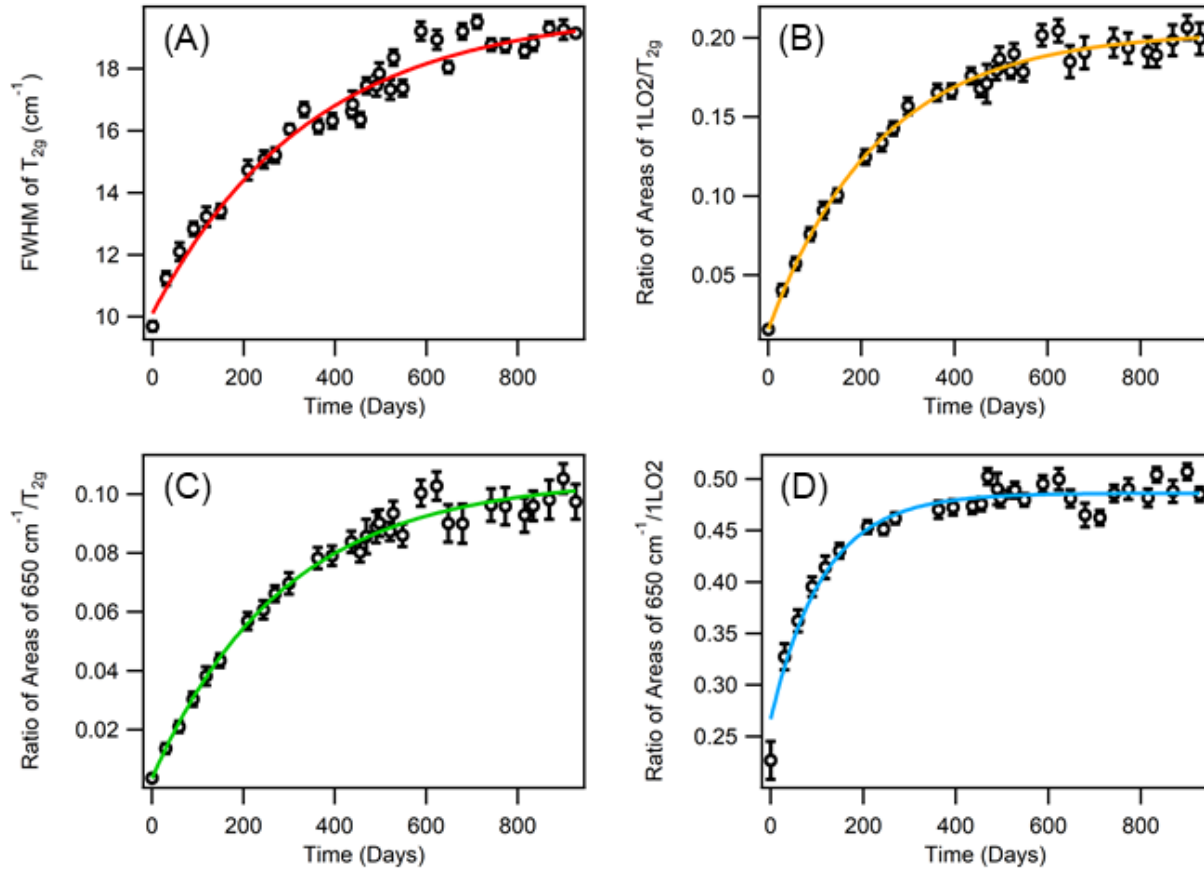 (A)
FWHM of T₂g (cm⁻¹)
18
16
14
12
10
0 200 400 600 800
Time (Days)
(B)
Ratio of Areas of 1LO2/T₂g
0.20
0.15
0.10
0.05
0 200 400 600 800
Time (Days)
(C)
Ratio of Areas of 650 cm⁻¹/T₂g
0.10
0.08
0.06
0.04
0.02
0 200 400 600 800
Time (Days)
(D)
Ratio of Areas of 650 cm⁻¹/1LO2
0.50
0.45
0.40
0.35
0.30
0.25
0 200 400 600 800
Time (Days)